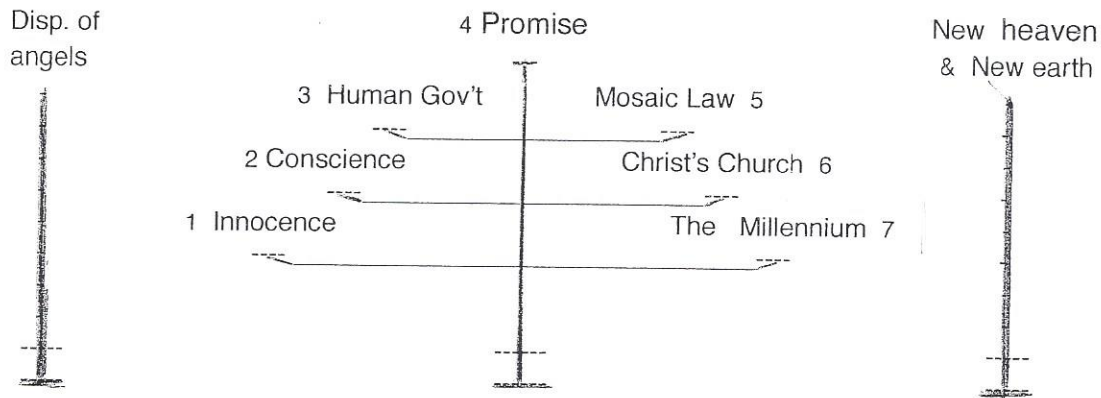 Disp. of
angels
4 Promise
New heaven
& New earth
3 Human Gov't
Mosaic Law 5
2 Conscience
Christ's Church 6
1 Innocence
The Millennium 7